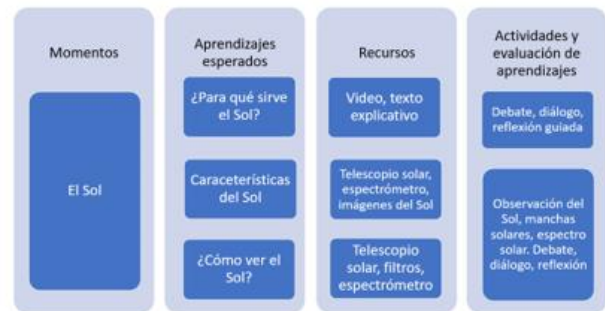 Momentos
El Sol
Aprendizajes
esperados
¿Para qué sirve
el Sol?
Caraceterísticas
del Sol
¿Cómo ver el
Sol?
Recursos
Video, texto
explicativo
Telescopio solar,
espectrómetro,
imágenes del Sol
Telescopio
solar, filtros,
espectrómetro
Actividades y
evaluación de
aprendizajes
Debate, diálogo,
reflexión guiada
Observación del
Sol, manchas
solares, espectro
solar. Debate,
diálogo, reflexión